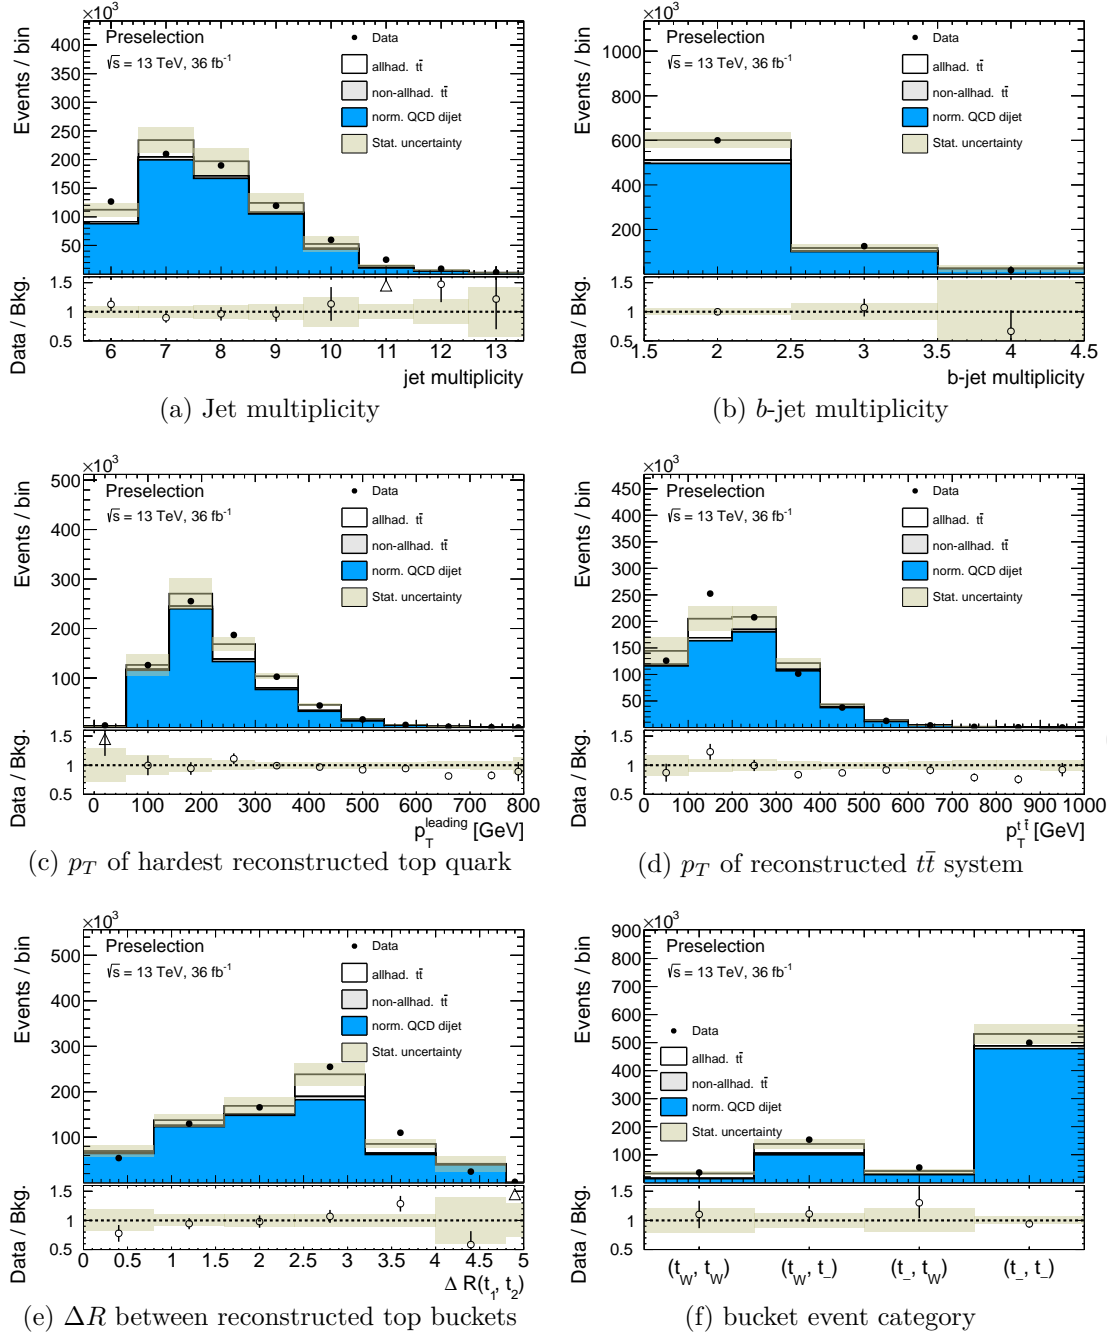 ×10³
Events / bin
400
350
300
250
200
150
100
50
Preselection
√s = 13 TeV, 36 fb⁻¹
Data
allhad. tt̄
non-allhad. tt̄
norm. QCD dijet
Stat. uncertainty
Data / Bkg.
1.5
1
0.5
6 7 8 9 10 11 12 13
jet multiplicity
(a) Jet multiplicity
×10³
Events / bin
1000
800
600
400
200
Preselection
√s = 13 TeV, 36 fb⁻¹
Data
allhad. tt̄
non-allhad. tt̄
norm. QCD dijet
Stat. uncertainty
Data / Bkg.
1.5
1
0.5
1.5 2 2.5 3 3.5 4 4.5
b-jet multiplicity
(b) b-jet multiplicity
×10³
Events / bin
500
400
300
200
100
Preselection
√s = 13 TeV, 36 fb⁻¹
Data
allhad. tt̄
non-allhad. tt̄
norm. QCD dijet
Stat. uncertainty
Data / Bkg.
1.5
1
0.5
0 100 200 300 400 500 600 700 800
p_T^leading [GeV]
(c) p_T of hardest reconstructed top quark
×10³
Events / bin
450
400
350
300
250
200
150
100
50
Preselection
√s = 13 TeV, 36 fb⁻¹
Data
allhad. tt̄
non-allhad. tt̄
norm. QCD dijet
Stat. uncertainty
Data / Bkg.
1.5
1
0.5
0 100 200 300 400 500 600 700 800 900 1000
p_T^{t t̄} [GeV]
(d) p_T of reconstructed tt̄ system
×10³
Events / bin
500
400
300
200
100
Preselection
√s = 13 TeV, 36 fb⁻¹
Data
allhad. tt̄
non-allhad. tt̄
norm. QCD dijet
Stat. uncertainty
Data / Bkg.
1.5
1
0.5
0 0.5 1 1.5 2 2.5 3 3.5 4 4.5 5
Δ R(t₁, t₂)
(e) ΔR between reconstructed top buckets
×10³
Events / bin
900
800
700
600
500
400
300
200
100
Preselection
√s = 13 TeV, 36 fb⁻¹
Data
allhad. tt̄
non-allhad. tt̄
norm. QCD dijet
Stat. uncertainty
Data / Bkg.
1.5
1
0.5
(t_W, t_W) (t_W, t_–) (t_–, t_W) (t_–, t_–)
(f) bucket event category